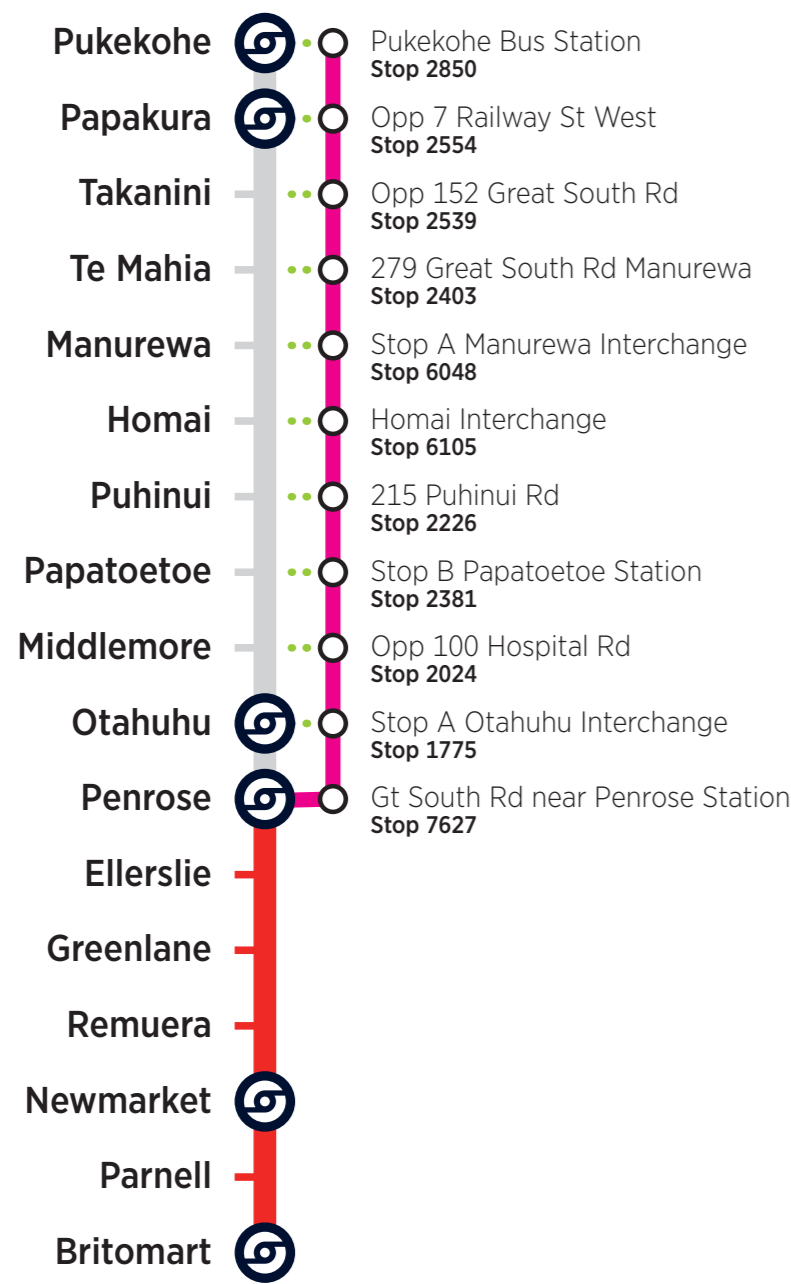 Pukekohe
Pukekohe Bus Station
Stop 2850
Papakura
Opp 7 Railway St West
Stop 2554
Takanini
Opp 152 Great South Rd
Stop 2539
Te Mahia
279 Great South Rd Manurewa
Stop 2403
Manurewa
Stop A Manurewa Interchange
Stop 6048
Homai
Homai Interchange
Stop 6105
Puhinui
215 Puhinui Rd
Stop 2226
Papatoetoe
Stop B Papatoetoe Station
Stop 2381
Middlemore
Opp 100 Hospital Rd
Stop 2024
Otahuhu
Stop A Otahuhu Interchange
Stop 1775
Penrose
Gt South Rd near Penrose Station
Stop 7627
Ellerslie
Greenlane
Remuera
Newmarket
Parnell
Britomart